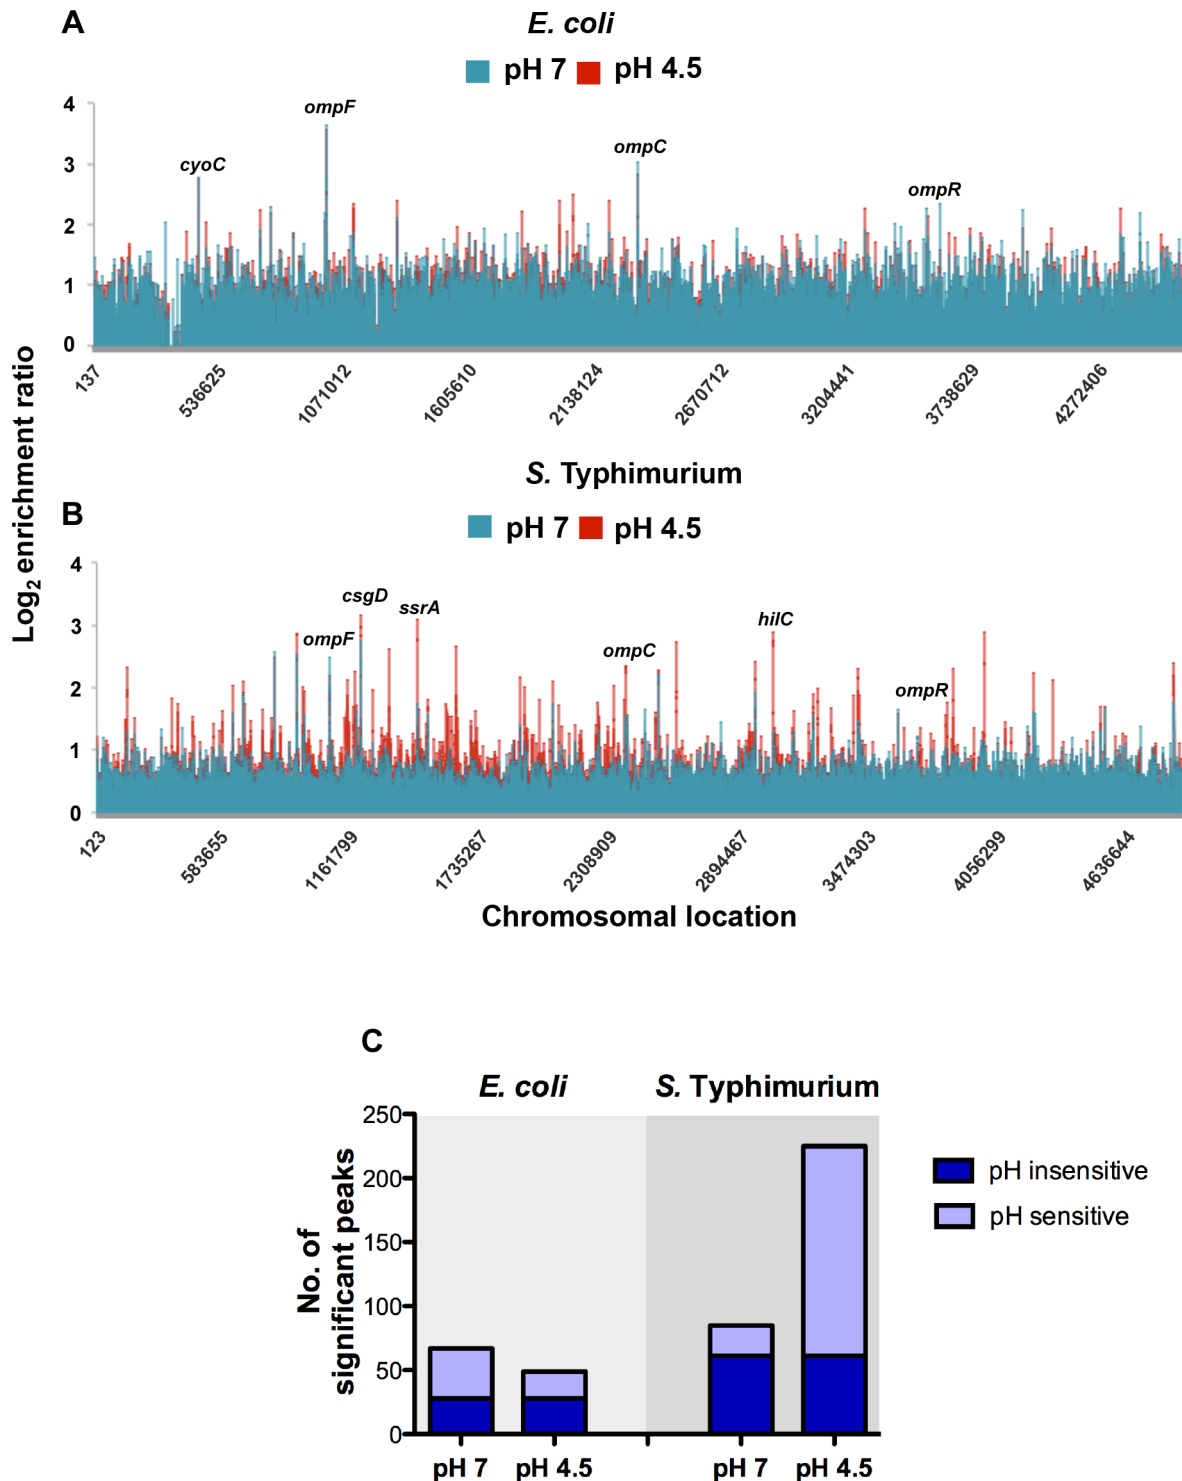 A
E. coli
pH 7 pH 4.5
4
3
2
1
0
cyoC
ompF
ompC
ompR
137
536625
1071012
1605610
2138124
2670712
3204441
3738629
4272406
Log2 enrichment ratio
S. Typhimurium
B
pH 7 pH 4.5
4
3
2
1
0
ompF
csgD
ssrA
ompC
hilC
ompR
123
583655
1161799
1735267
2308909
2894467
3474303
4056299
4636644
Chromosomal location
C
E. coli
S. Typhimurium
No. of
significant peaks
250
200
150
100
50
0
pH 7
pH 4.5
pH 7
pH 4.5
pH insensitive
pH sensitive